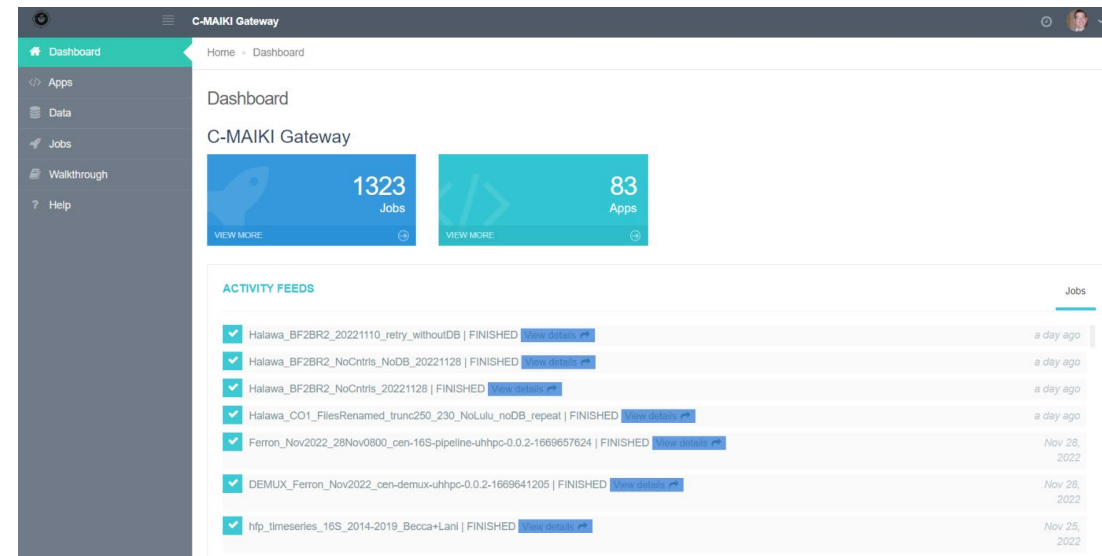 C-MAIKI Gateway
Dashboard
Home Dashboard
Apps
Data
Jobs
Walkthrough
? Help
Dashboard
C-MAIKI Gateway
1323
Jobs
VIEW MORE
83
Apps
VIEW MORE
ACTIVITY FEEDS
Jobs
Halawa_BF2BR2_20221110_retry_withoutDB | FINISHED View details a day ago
Halawa_BF2BR2_NoCntrls_NoDB_20221128 | FINISHED View details a day ago
Halawa_BF2BR2_NoCntrls_20221128 | FINISHED View details a day ago
Halawa_CO1_FilesRenamed_trunc250_230_NoLulu_noDB_repeat | FINISHED View details a day ago
Ferron_Nov2022_28Nov0800_cen-16S-pipeline-uhhpc-0.0.2-1669657624 | FINISHED View details Nov 28,
2022
DEMUX_Ferron_Nov2022_cen-demux-uhhpc-0.0.2-1669641205 | FINISHED View details Nov 28,
2022
hfp_timeseries_16S_2014-2019_Becca+Lani | FINISHED View details Nov 25,
2022